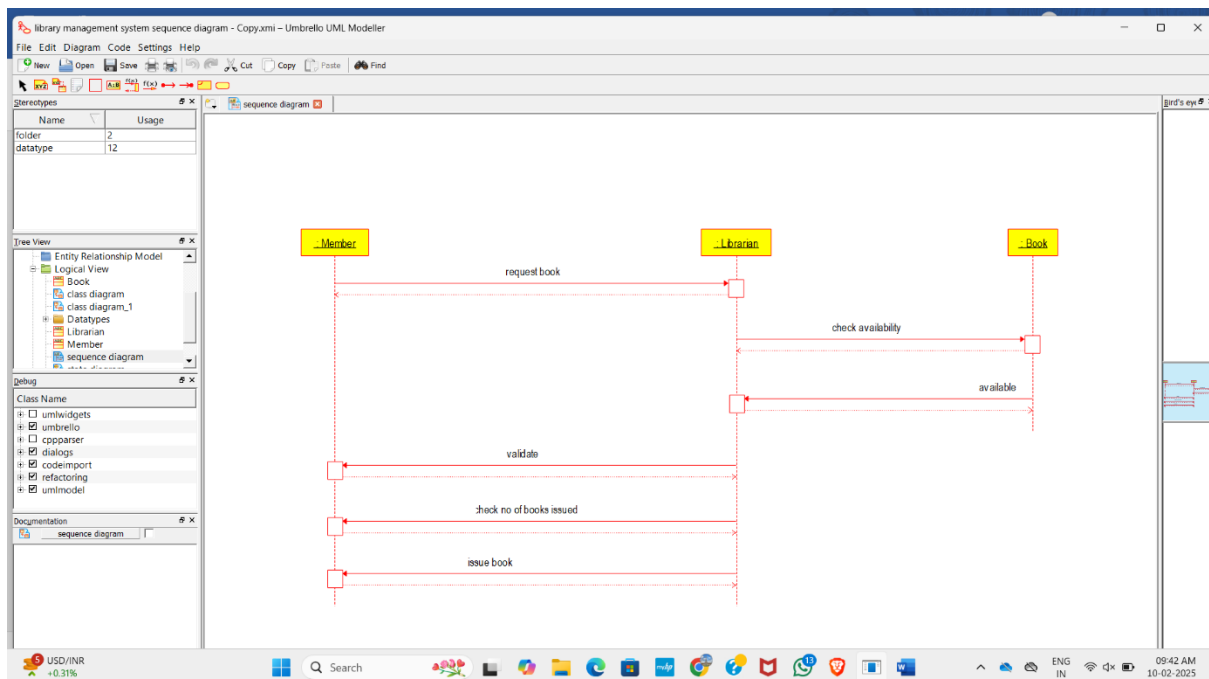 library management system sequence diagram - Copy.xmi – Umbrello UML Modeller
File Edit Diagram Code Settings Help
New Open Save Cut Copy Paste Find
Stereotypes
sequence diagram
Bird's eye
Name Usage
folder 2
datatype 12
Tree View
Entity Relationship Model
Logical View
Book
class diagram
class diagram_1
Datatypes
Librarian
Member
sequence diagram
Debug
Class Name
umlwidgets
umbrello
cppparser
dialogs
codeimport
refactoring
umlmodel
Documentation
sequence diagram
: Member
: Librarian
: Book
request book
check availability
available
validate
:heck no of books issued
issue book
5
USD/INR
+0.31%
Search
13
ENG
IN
09:42 AM
10-02-2025